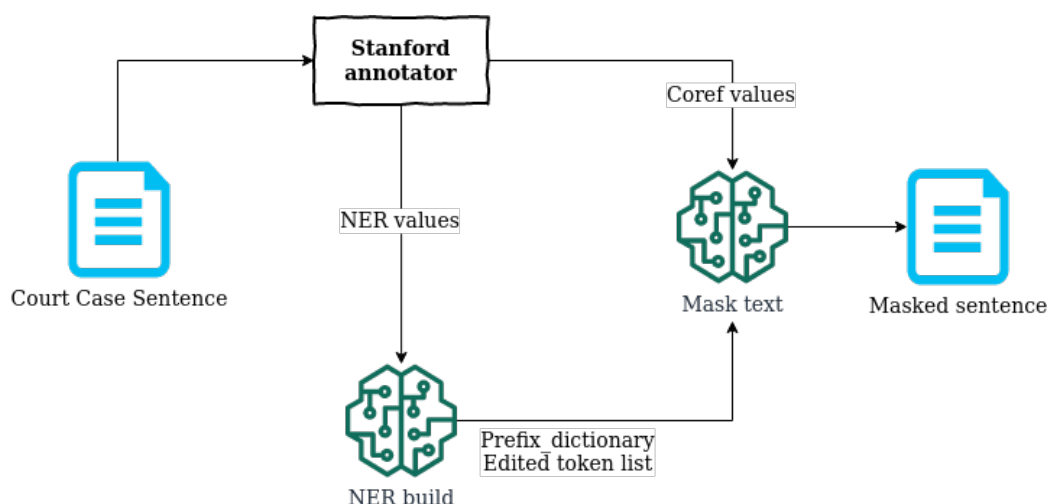 Stanford
annotator
Coref values
NER values
Court Case Sentence
Mask text
Masked sentence
Prefix_dictionary
Edited token list
NER build